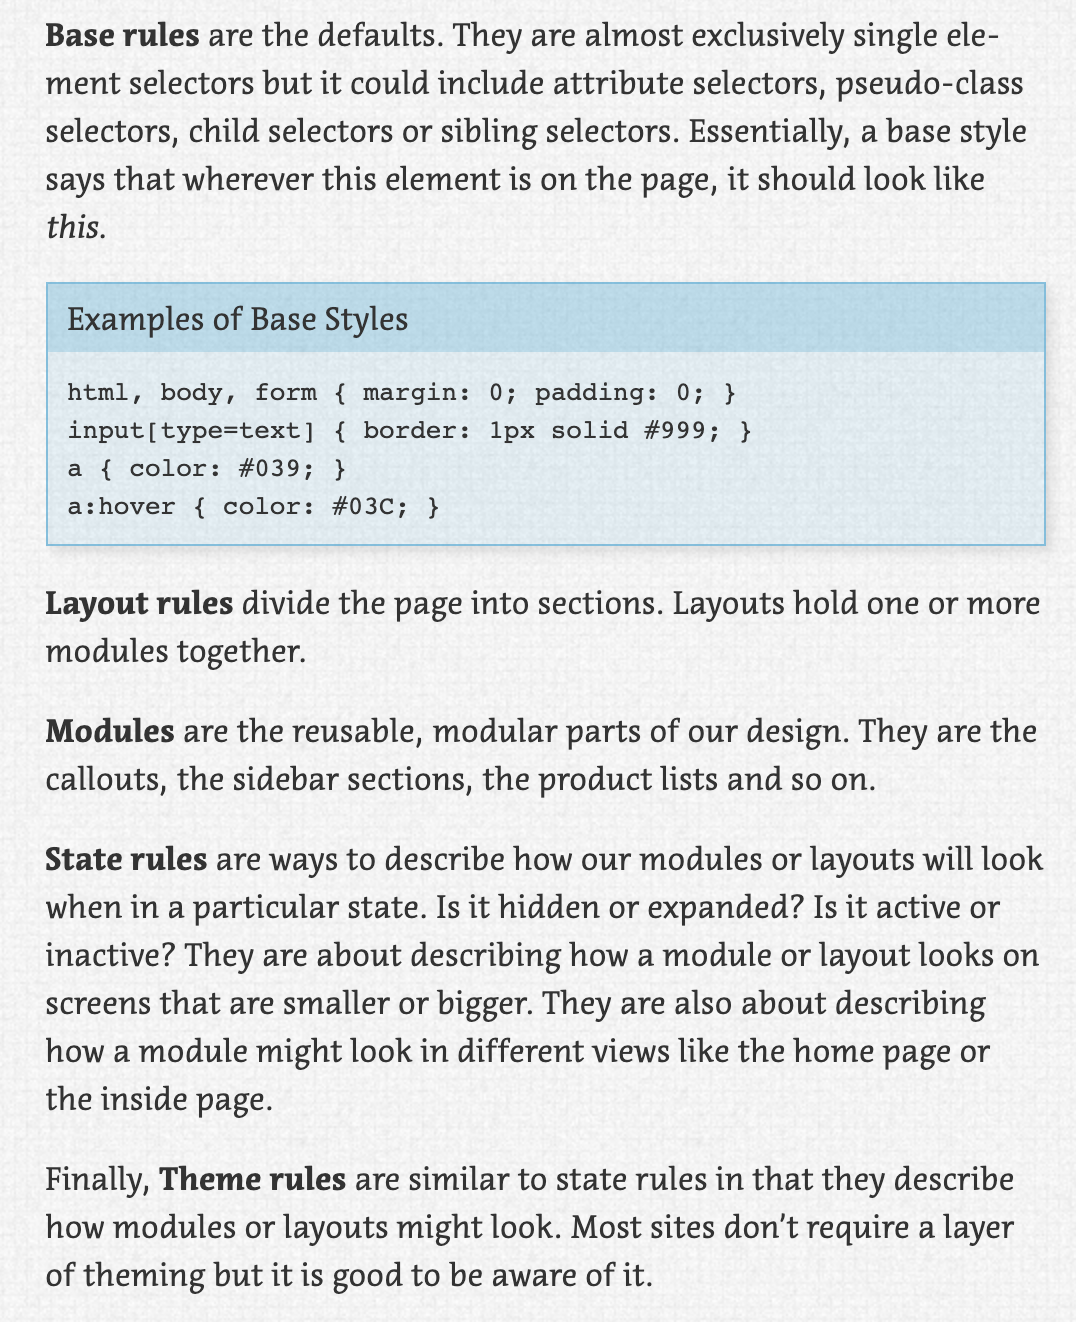 Base rules are the defaults. They are almost exclusively single ele-
ment selectors but it could include attribute selectors, pseudo-class
selectors, child selectors or sibling selectors. Essentially, a base style
says that wherever this element is on the page, it should look like
this.
Examples of Base Styles
html, body, form { margin: 0; padding: 0; }
input[type=text] { border: 1px solid #999; }
a { color: #039; }
a:hover { color: #03C; }
Layout rules divide the page into sections. Layouts hold one or more
modules together.
Modules are the reusable, modular parts of our design. They are the
callouts, the sidebar sections, the product lists and so on.
State rules are ways to describe how our modules or layouts will look
when in a particular state. Is it hidden or expanded? Is it active or
inactive? They are about describing how a module or layout looks on
screens that are smaller or bigger. They are also about describing
how a module might look in different views like the home page or
the inside page.
Finally, Theme rules are similar to state rules in that they describe
how modules or layouts might look. Most sites don’t require a layer
of theming but it is good to be aware of it.